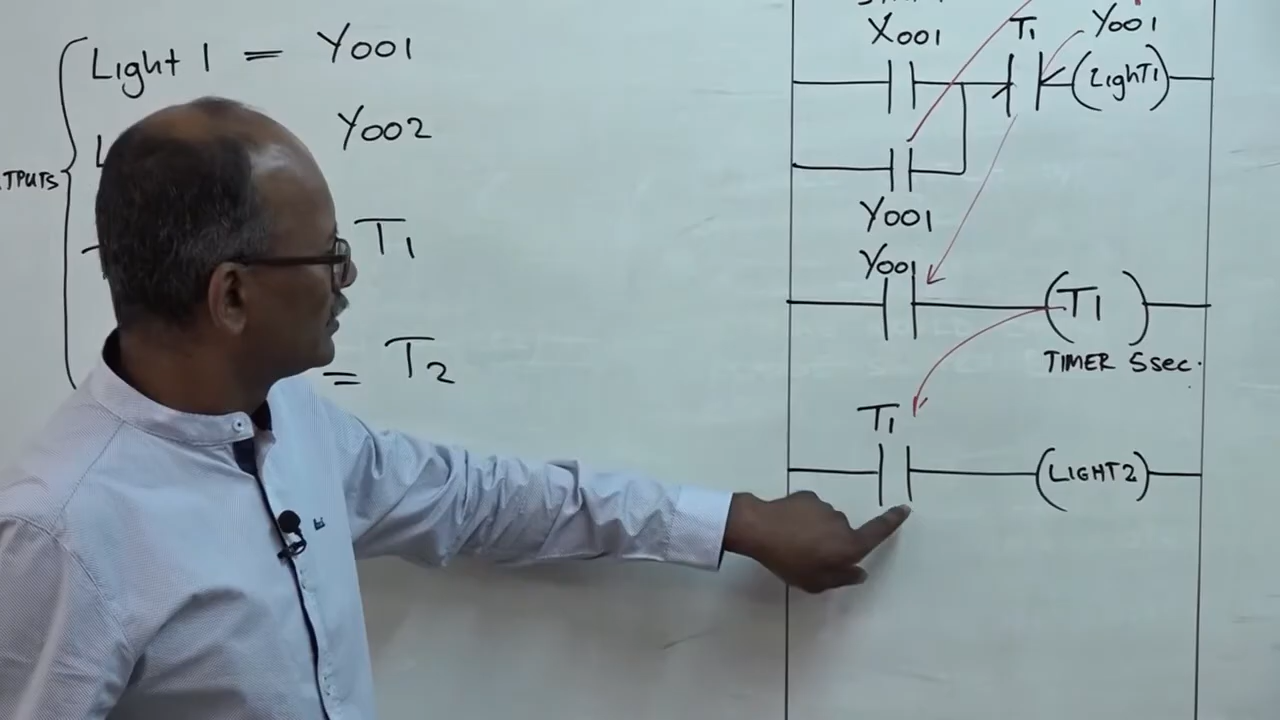 Light 1 = Y001
Y002
TPUTS
T1
= T2
X001 T1 Y001
(LIGHT1)
Y001
Y001
(T1)
TIMER 5sec.
T1
(LIGHT2)